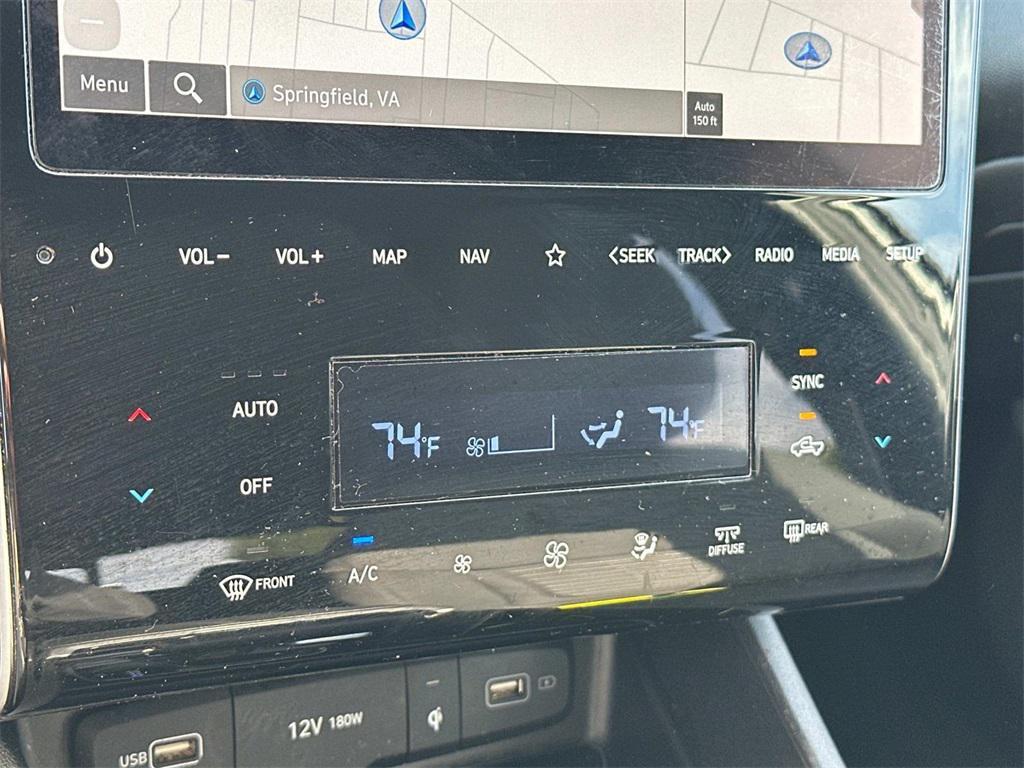 Menu
Springfield, VA
Auto
150 ft
VOL−
VOL+
MAP
NAV
<SEEK
TRACK>
RADIO
MEDIA
SETUP
SYNC
AUTO
74°F
74°F
OFF
REAR
DIFFUSE
FRONT
A/C
12V 180W
USB